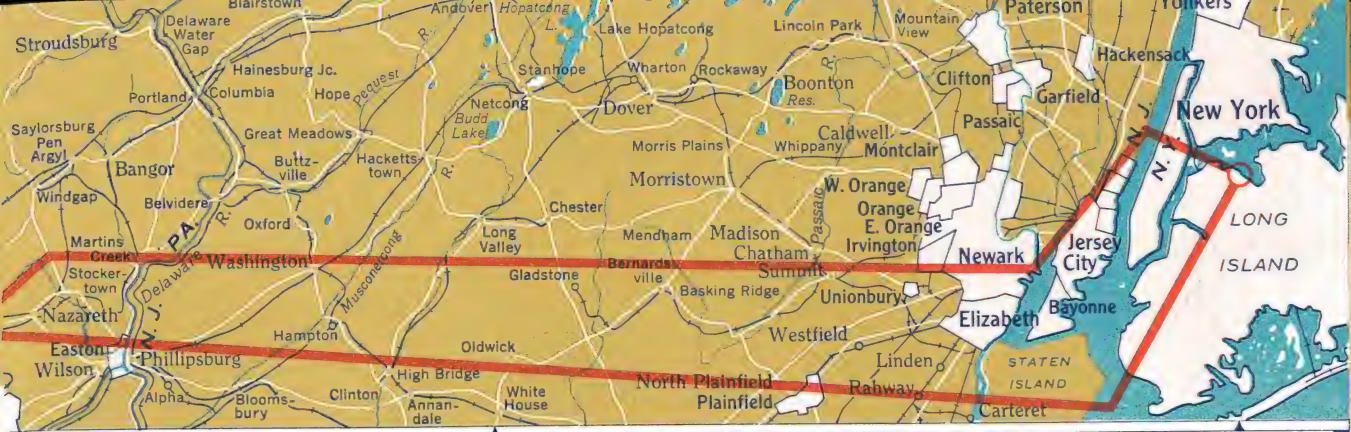 Blairstown
Andover
Hopatcong
L.
Paterson
Yonkers
Stroudsburg
Delaware
Water
Gap
Lake Hopatcong
Lincoln Park
Mountain
View
Hackensack
Hainesburg Jc.
Portland
Columbia
Hope
Pequest
R.
Stanhope
Wharton
Rockaway
Boonton
Res.
R.
Clifton
Garfield
Passaic
New York
Saylorsburg
Pen
Argyl
Bangor
Windgap
Great Meadows
Buttz-
ville
Belvidere
Hacketts-
town
Netcong
Budd
Lake
Dover
Morris Plains
Whippany
Caldwell
Montclair
N. J.
N. Y.
Oxford
R.
Morristown
W. Orange
Orange
E. Orange
Irvington
Passaic
Chester
Long
Valley
Mendham
Madison
Chatham
Summit
Newark
Jersey
City
LONG
ISLAND
Martins
Creek
PA.
Delaware R.
N. J.
Washington
Musconetcong
Gladstone
Bernards-
ville
Basking Ridge
Unionbury
Elizabeth
Bayonne
Stocker-
town
Nazareth
Hampton
Oldwick
Westfield
Linden
STATEN
ISLAND
Easton
Wilson
Phillipsburg
High Bridge
North Plainfield
Plainfield
Rahway
Carteret
Alpha
Blooms-
bury
Clinton
Annan-
dale
White
House